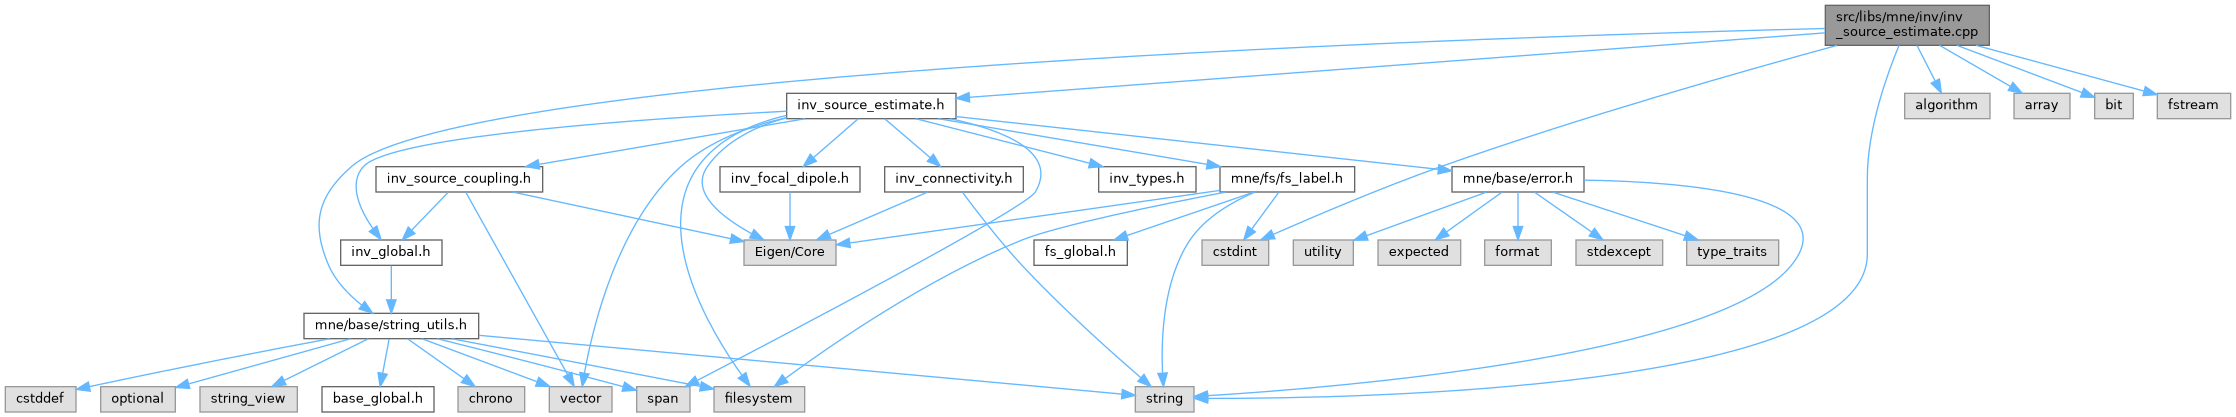 src/libs/mne/inv/inv
_source_estimate.cpp
inv_source_estimate.h
algorithm
array
bit
fstream
inv_source_coupling.h
inv_focal_dipole.h
inv_connectivity.h
inv_types.h
mne/fs/fs_label.h
mne/base/error.h
inv_global.h
Eigen/Core
fs_global.h
cstdint
utility
expected
format
stdexcept
type_traits
mne/base/string_utils.h
cstddef
optional
string_view
base_global.h
chrono
vector
span
filesystem
string